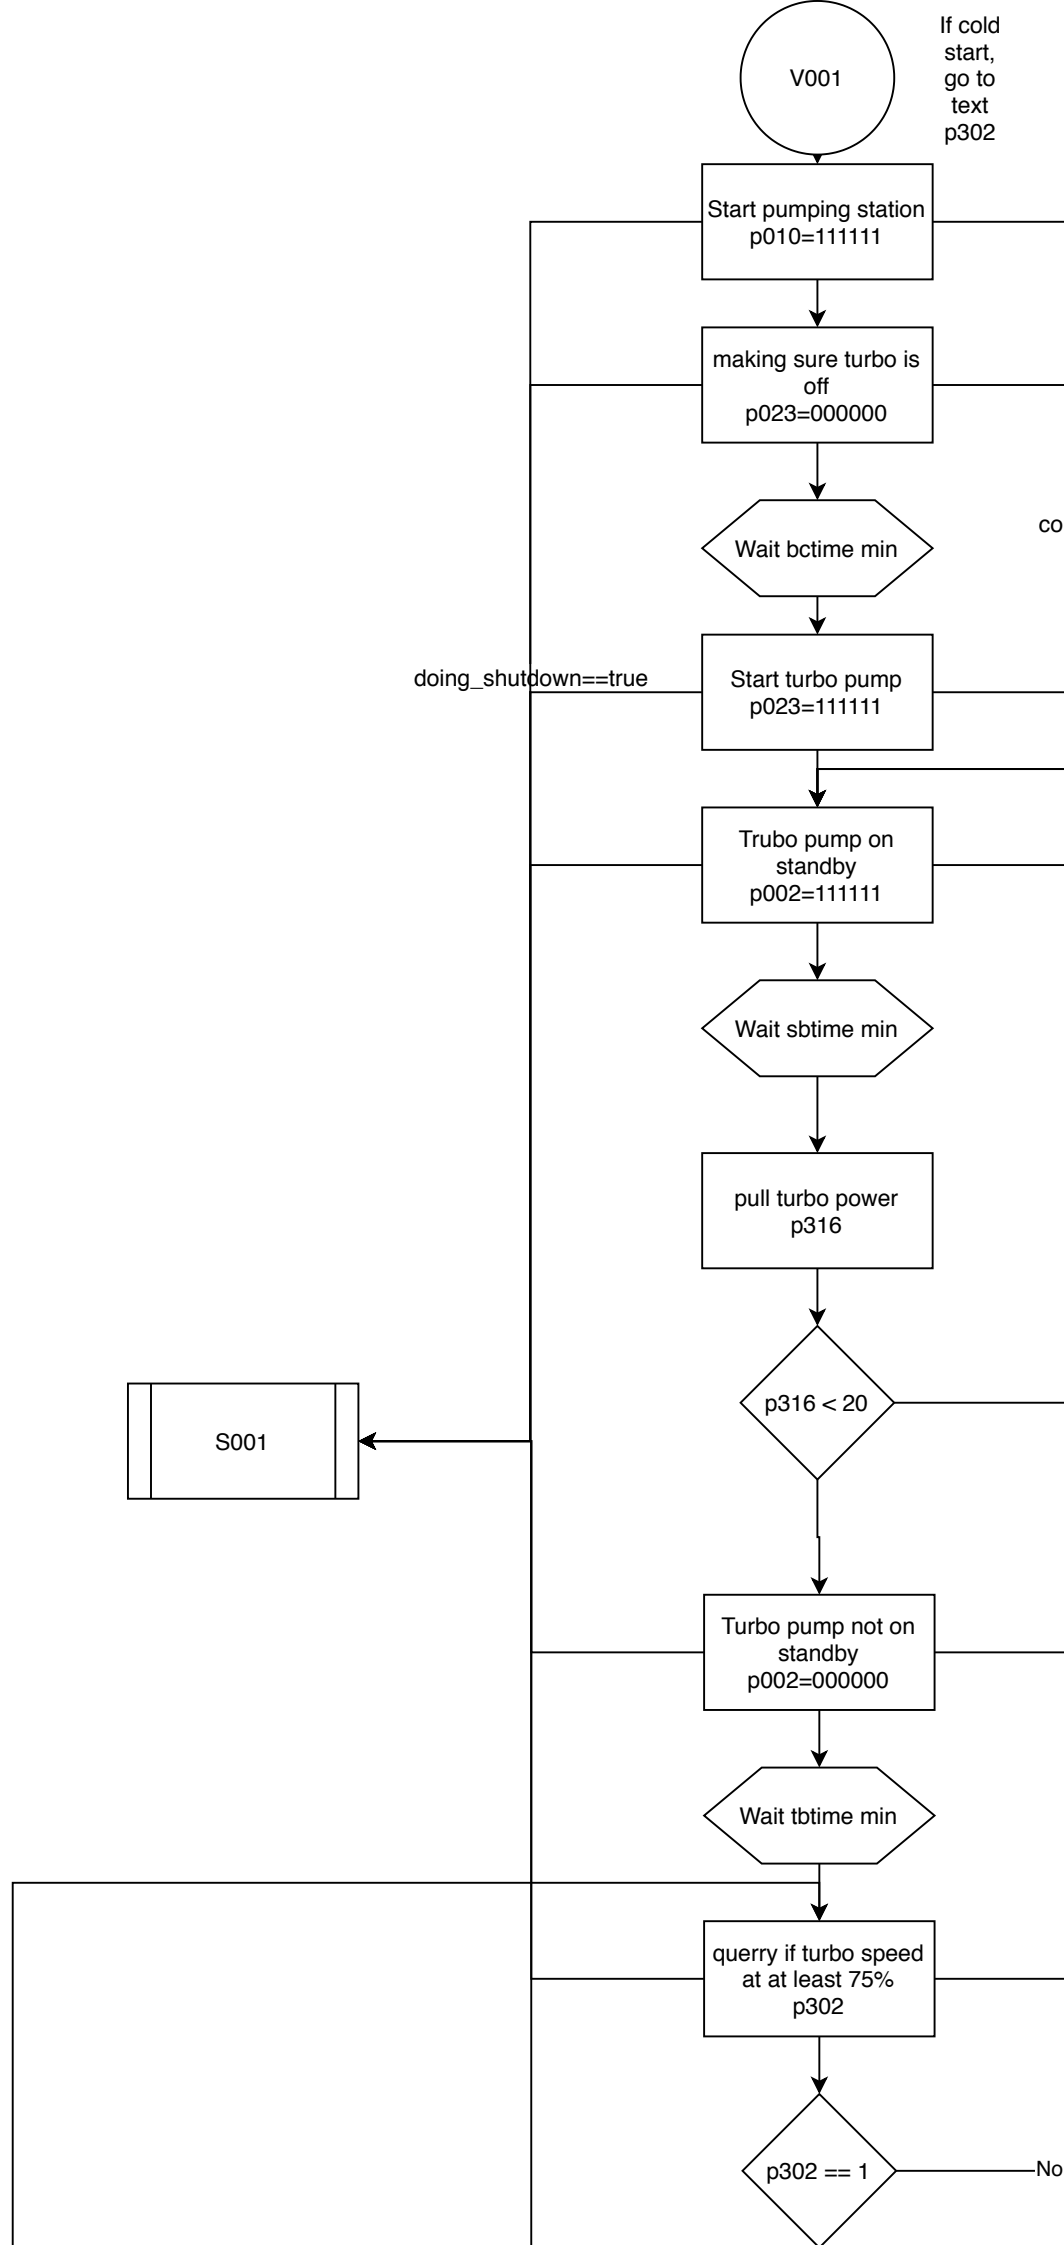 V001
If cold
start,
go to
text
p302
Start pumping station
p010=111111
making sure turbo is
off
p023=000000
co
Wait bctime min
doing_shutdown==true
Start turbo pump
p023=111111
Trubo pump on
standby
p002=111111
Wait sbtime min
pull turbo power
p316
p316 < 20
S001
Turbo pump not on
standby
p002=000000
Wait tbtime min
querry if turbo speed
at at least 75%
p302
p302 == 1
No